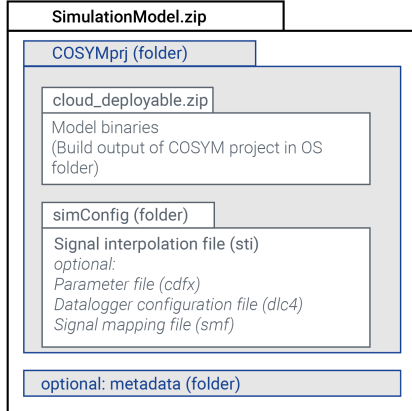 SimulationModel.zip
COSYMprj (folder)
cloud_deployable.zip
Model binaries
(Build output of COSYM project in OS
folder)
simConfig (folder)
Signal interpolation file (sti)
optional:
Parameter file (cdfx)
Datalogger configuration file (dlc4)
Signal mapping file (smf)
optional: metadata (folder)